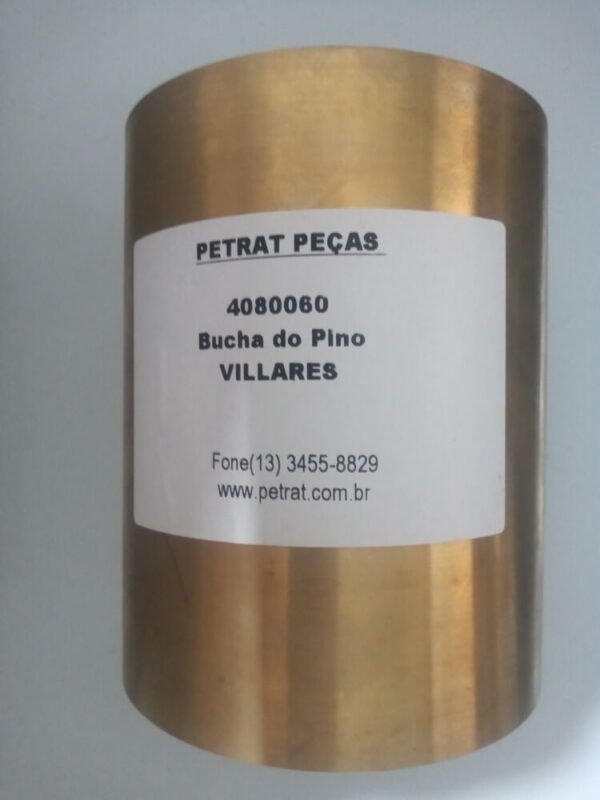 PETRAT PEÇAS
4080060
Bucha do Pino
VILLARES
Fone(13) 3455-8829
www.petrat.com.br